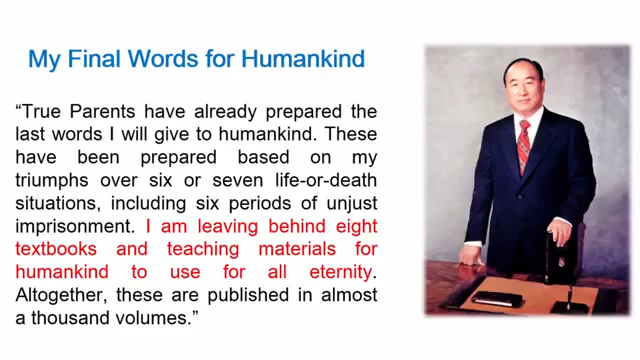 My Final Words for Humankind
“True Parents have already prepared the
last words I will give to humankind. These
have been prepared based on my
triumphs over six or seven life-or-death
situations, including six periods of unjust
imprisonment. I am leaving behind eight
textbooks and teaching materials for
humankind to use for all eternity.
Altogether, these are published in almost
a thousand volumes.”